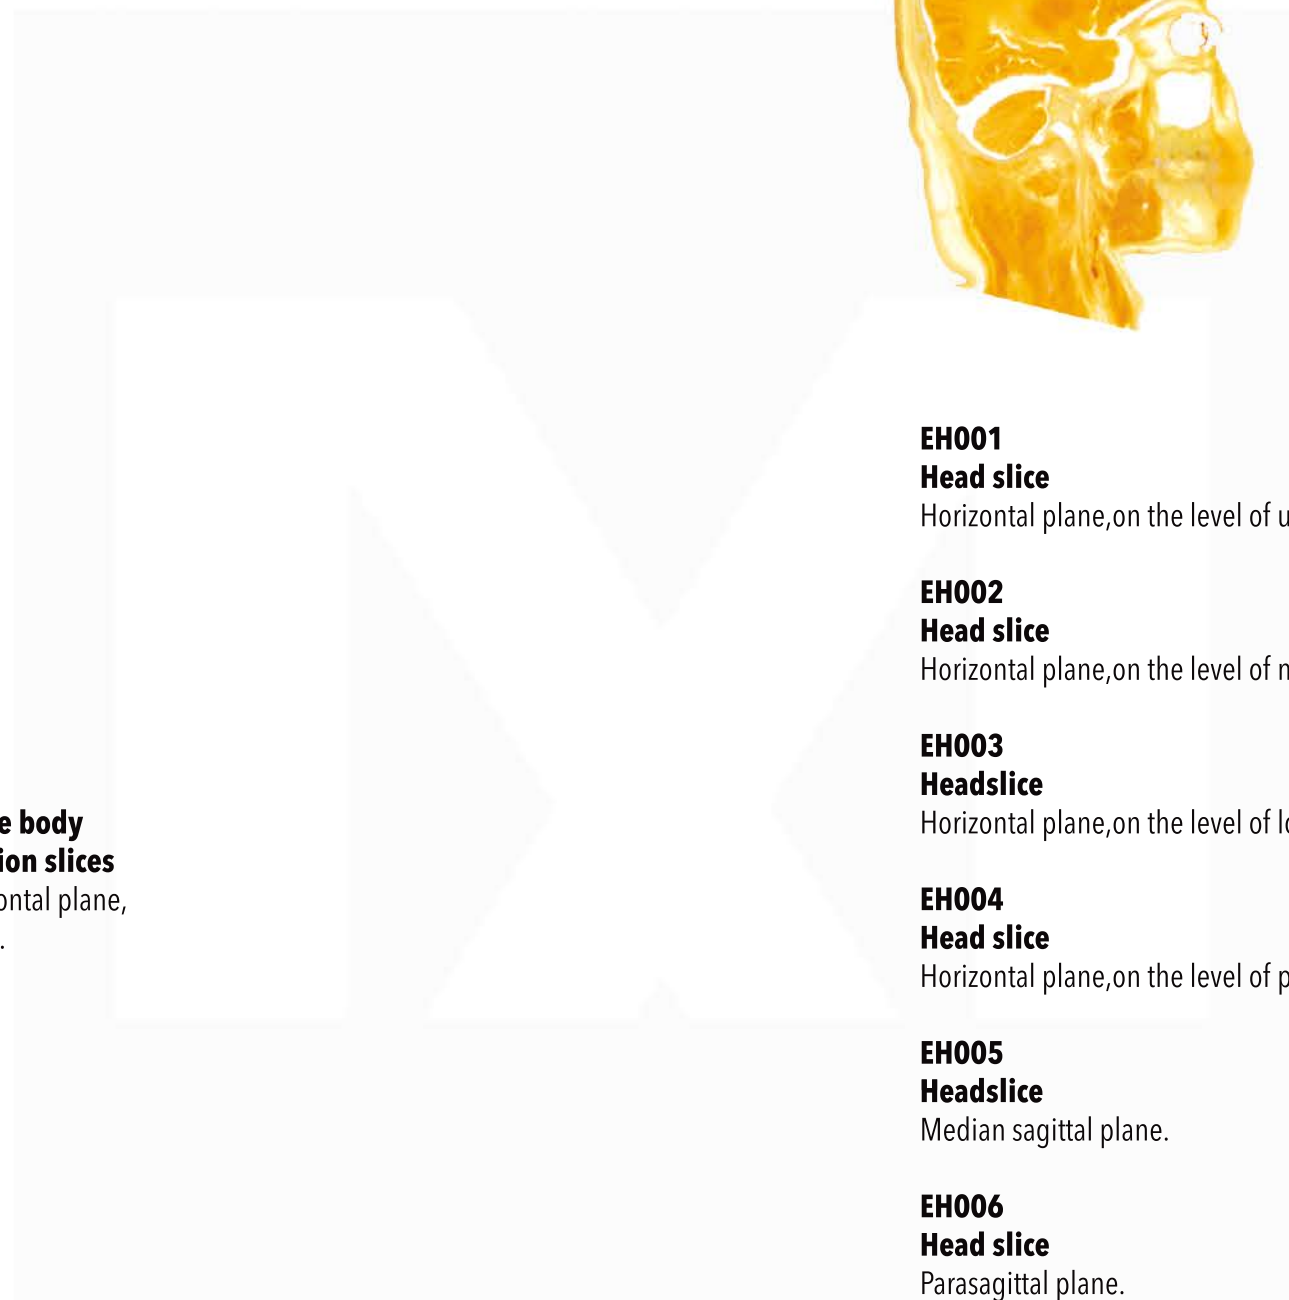 body
slices
plane,
EH001
Head slice
Horizontal plane,on the level of
EH002
Head slice
Horizontal plane,on the level of
EH003
Headslice
Horizontal plane,on the level of
EH004
Head slice
Horizontal plane,on the level of
EH005
Headslice
Median sagittal plane.
EH006
Head slice
Parasagittal plane.